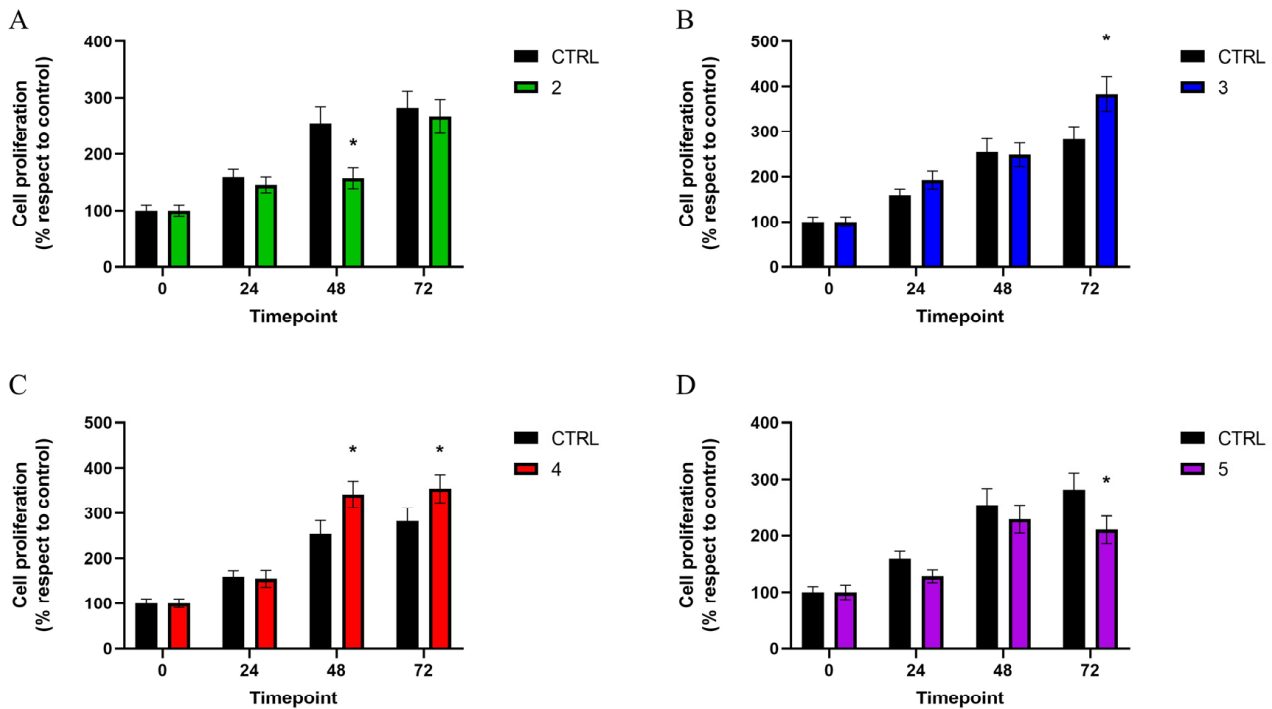 A
Cell proliferation
(% respect to control)
400
300
200
100
0
0 24 48 72
Timepoint
*
CTRL
2
B
Cell proliferation
(% respect to control)
500
400
300
200
100
0
0 24 48 72
Timepoint
*
CTRL
3
C
Cell proliferation
(% respect to control)
500
400
300
200
100
0
0 24 48 72
Timepoint
* *
CTRL
4
D
Cell proliferation
(% respect to control)
400
300
200
100
0
0 24 48 72
Timepoint
*
CTRL
5